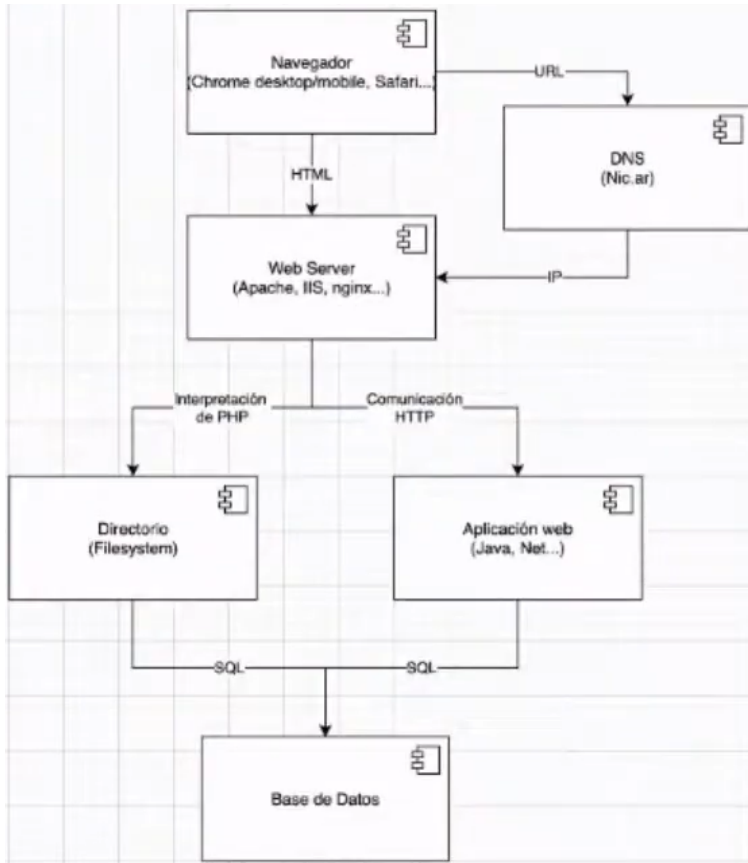 Navegador
(Chrome desktop/mobile, Safari...)
URL
DNS
(Nic.ar)
HTML
Web Server
(Apache, IIS, nginx...)
IP
Interpretación
de PHP
Comunicación
HTTP
Directorio
(Filesystem)
Aplicación web
(Java, Net...)
SQL
SQL
Base de Datos